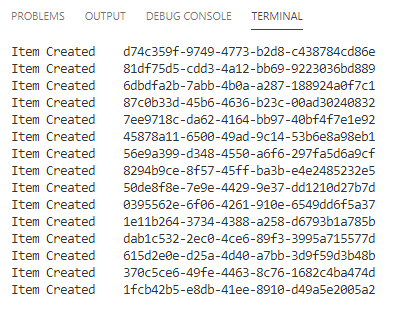 PROBLEMS OUTPUT DEBUG CONSOLE TERMINAL
Item Created d74c359f-9749-4773-b2d8-c438784cd86e
Item Created 81df75d5-cdd3-4a12-bb69-9223036bd889
Item Created 6dbdfa2b-7abb-4b0a-a287-188924a0f7c1
Item Created 87c0b33d-45b6-4636-b23c-00ad30240832
Item Created 7ee9718c-da62-4164-bb97-40bf4f7e1e92
Item Created 45878a11-6500-49ad-9c14-53b6e8a98eb1
Item Created 56e9a399-d348-4550-a6f6-297fa5d6a9cf
Item Created 8294b9ce-8f57-45ff-ba3b-e4e2485232e5
Item Created 50de8f8e-7e9e-4429-9e37-dd1210d27b7d
Item Created 0395562e-6f06-4261-910e-6549dd6f5a37
Item Created 1e11b264-3734-4388-a258-d6793b1a785b
Item Created dab1c532-2ec0-4ce6-89f3-3995a715577d
Item Created 615d2e0e-d25a-4d40-a7bb-3d9f59d3b48b
Item Created 370c5ce6-49fe-4463-8c76-1682c4ba474d
Item Created 1fcb42b5-e8db-41ee-8910-d49a5e2005a2